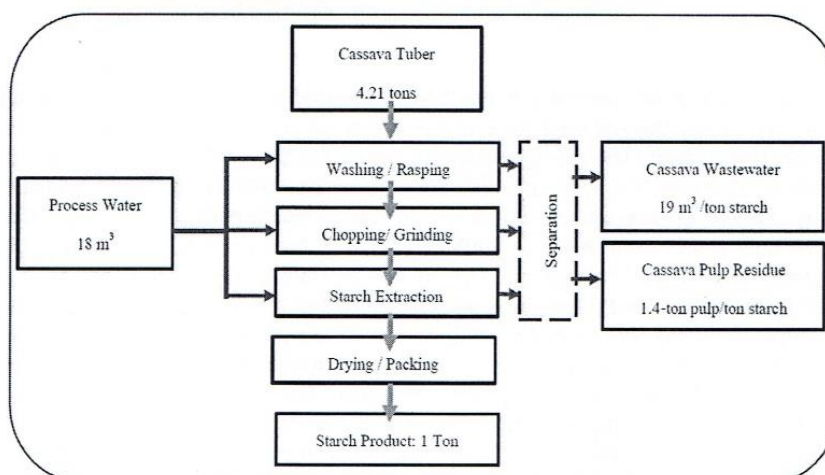 Cassava Tuber
4.21 tons
Washing / Rasping
Process Water
18 m³
Chopping/ Grinding
Starch Extraction
Separation
Cassava Wastewater
19 m³ /ton starch
Cassava Pulp Residue
1.4-ton pulp/ton starch
Drying / Packing
Starch Product: 1 Ton